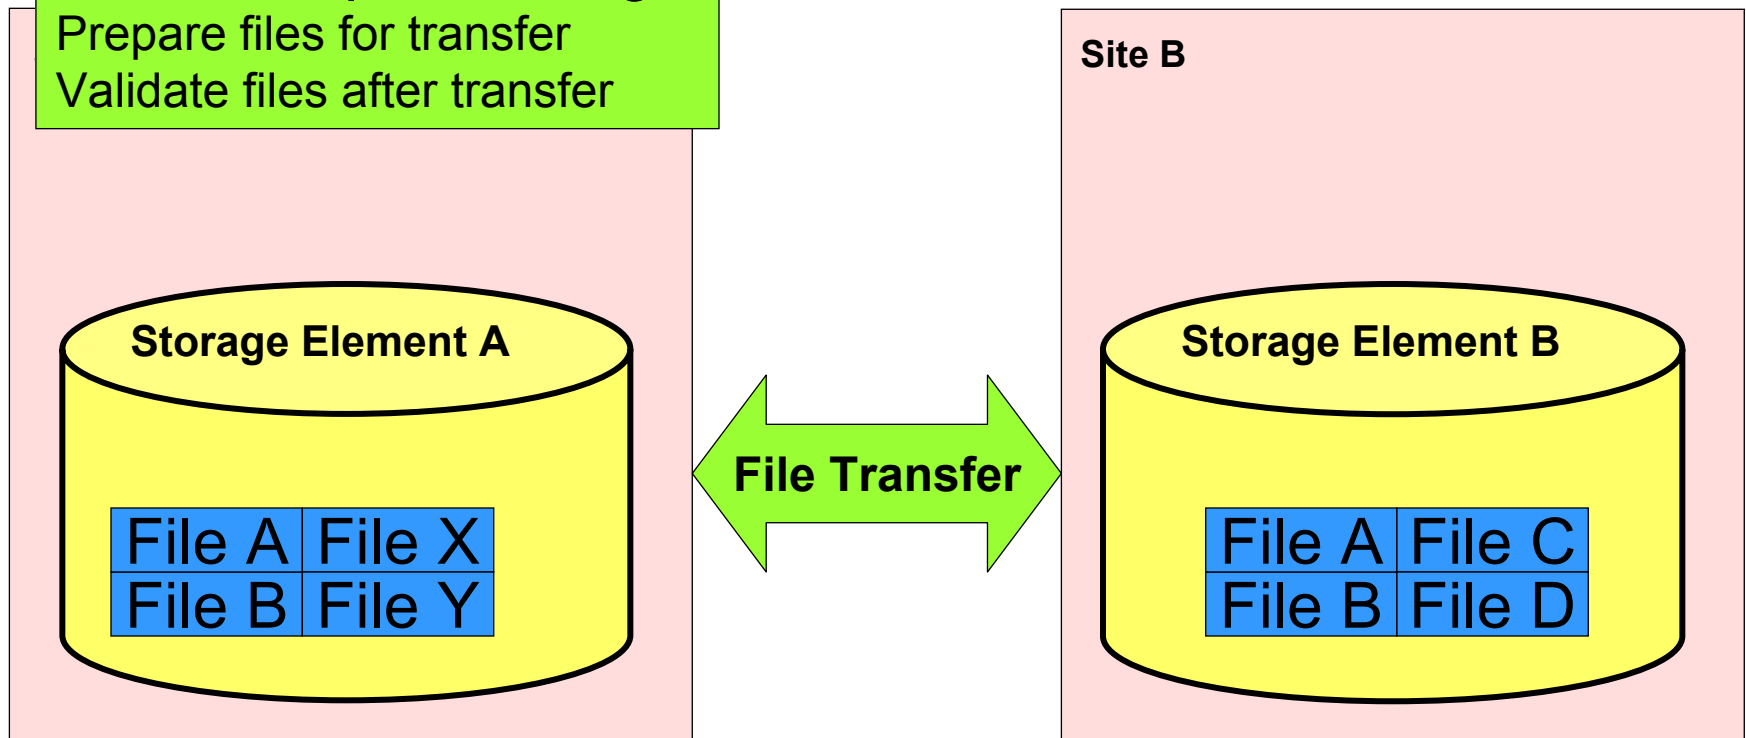 Prepare files for transfer
Validate files after transfer
Site B
Storage Element A
Storage Element B
File Transfer
File A File X
File B File Y
File A File C
File B File D